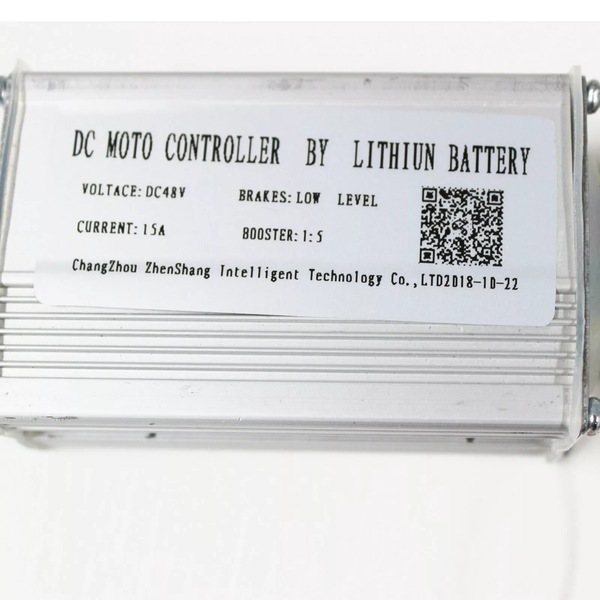 DC MOTO CONTROLLER BY LITHIUN BATTERY
VOLTACE: DC48V BRAKES: LOW LEVEL
CURRENT: 15A BOOSTER: 1:5
ChangZhou ZhenShang Intelligent Technology Co., LTD2018-10-22